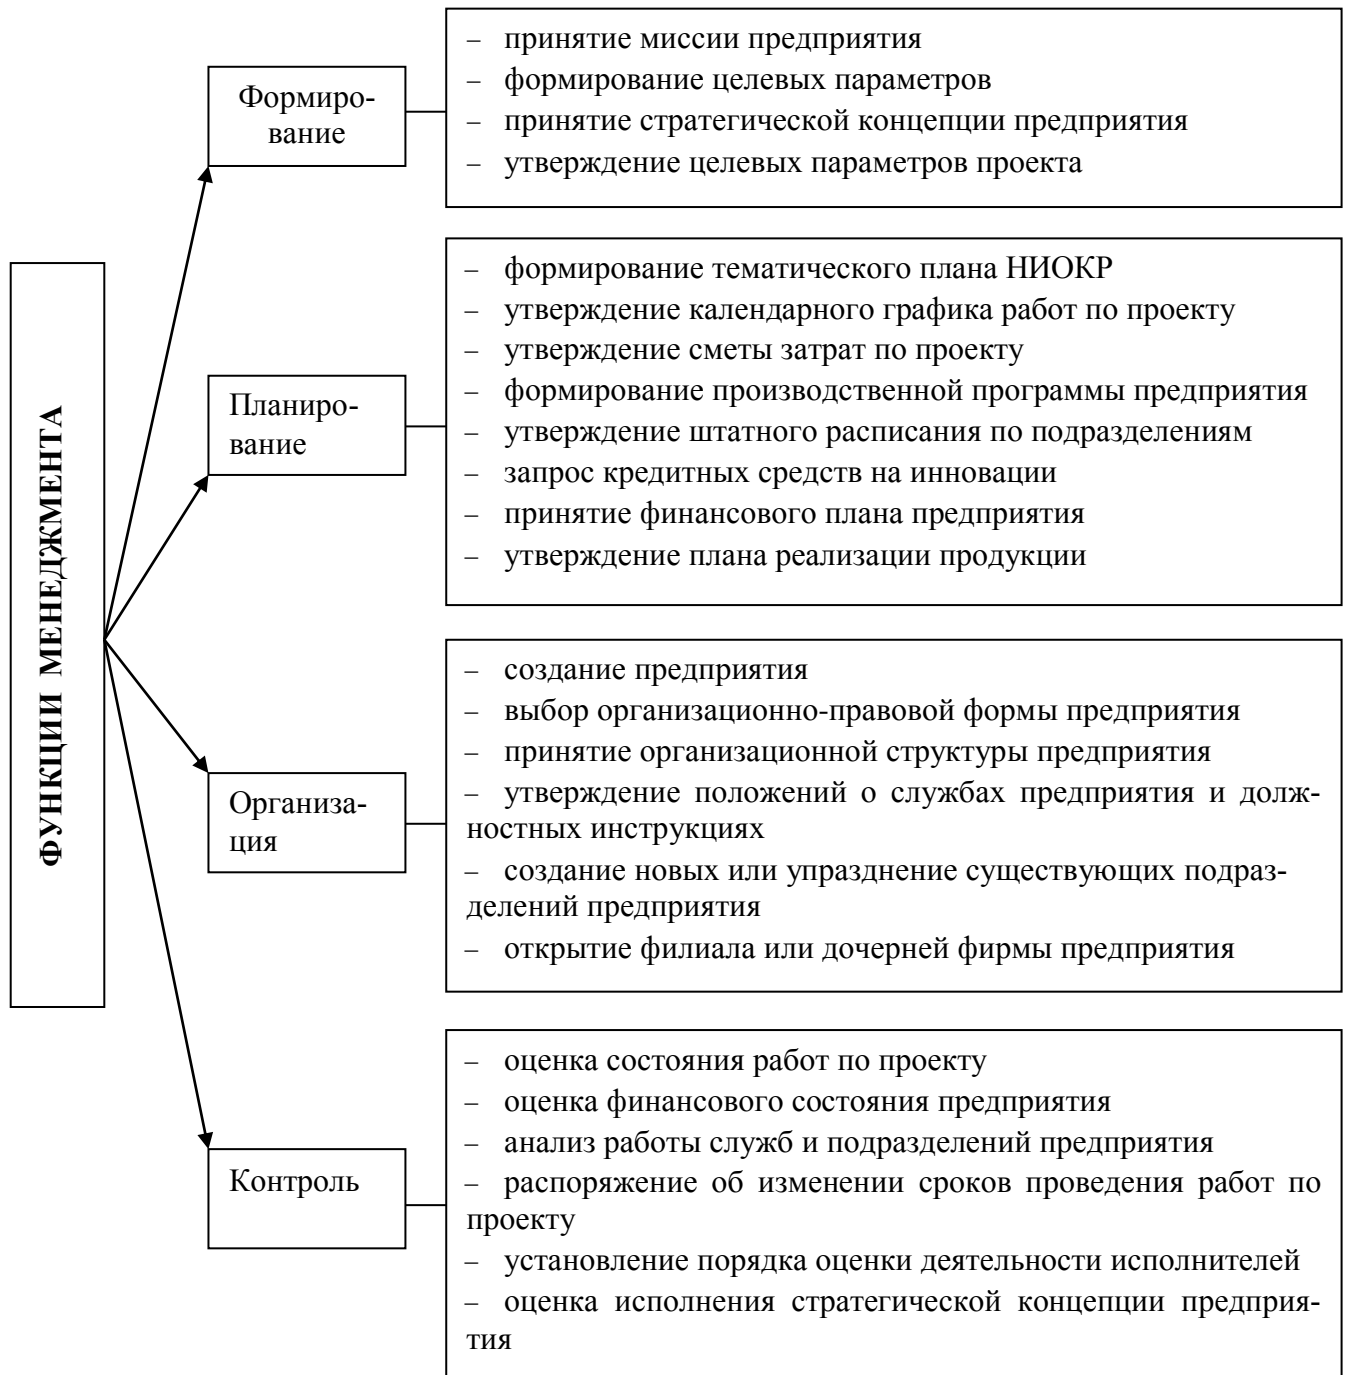 ФУНКЦИИ МЕНЕДЖМЕНТА
Формиро-
вание
– принятие миссии предприятия
– формирование целевых параметров
– принятие стратегической концепции предприятия
– утверждение целевых параметров проекта
Планиро-
вание
– формирование тематического плана НИОКР
– утверждение календарного графика работ по проекту
– утверждение сметы затрат по проекту
– формирование производственной программы предприятия
– утверждение штатного расписания по подразделениям
– запрос кредитных средств на инновации
– принятие финансового плана предприятия
– утверждение плана реализации продукции
Организа-
ция
– создание предприятия
– выбор организационно-правовой формы предприятия
– принятие организационной структуры предприятия
– утверждение положений о службах предприятия и долж-
ностных инструкциях
– создание новых или упразднение существующих подраз-
делений предприятия
– открытие филиала или дочерней фирмы предприятия
Контроль
– оценка состояния работ по проекту
– оценка финансового состояния предприятия
– анализ работы служб и подразделений предприятия
– распоряжение об изменении сроков проведения работ по
проекту
– установление порядка оценки деятельности исполнителей
– оценка исполнения стратегической концепции предприя-
тия